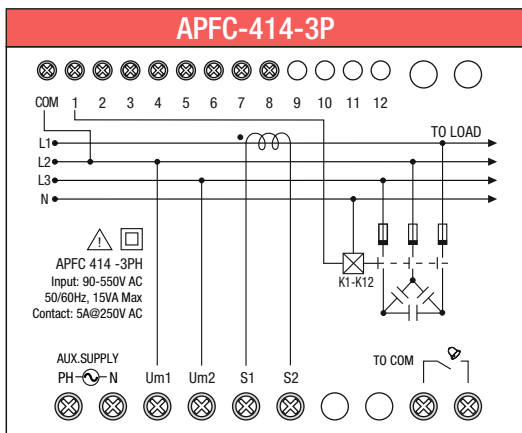 APFC-414-3P
COM 1 2 3 4 5 6 7 8 9 10 11 12
TO LOAD
L1
L2
L3
N
APFC 414 -3PH
Input: 90-550V AC
50/60Hz, 15VA Max
Contact: 5A@250V AC
K1-K12
AUX.SUPPLY
PH N Um1 Um2 S1 S2
TO COM